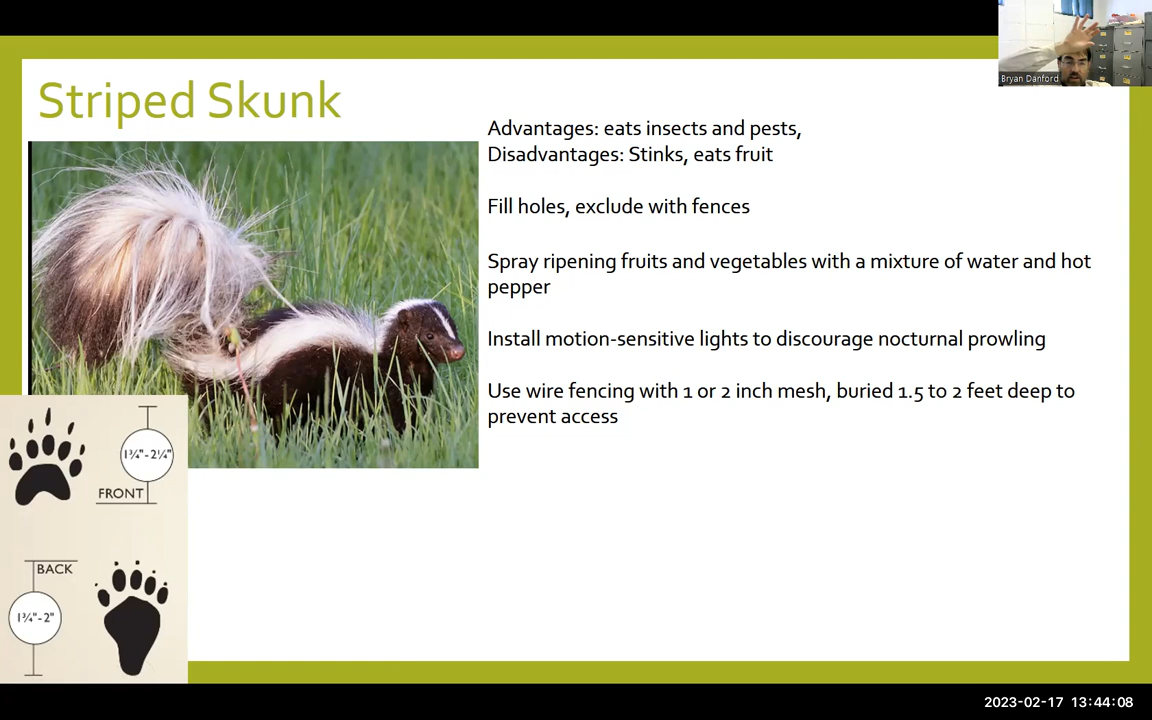 Bryan Danford
Striped Skunk
Advantages: eats insects and pests,
Disadvantages: Stinks, eats fruit
Fill holes, exclude with fences
Spray ripening fruits and vegetables with a mixture of water and hot
pepper
Install motion-sensitive lights to discourage nocturnal prowling
Use wire fencing with 1 or 2 inch mesh, buried 1.5 to 2 feet deep to
prevent access
1¾"-2¼"
FRONT
BACK
1¾"-2"
2023-02-17 13:44:08